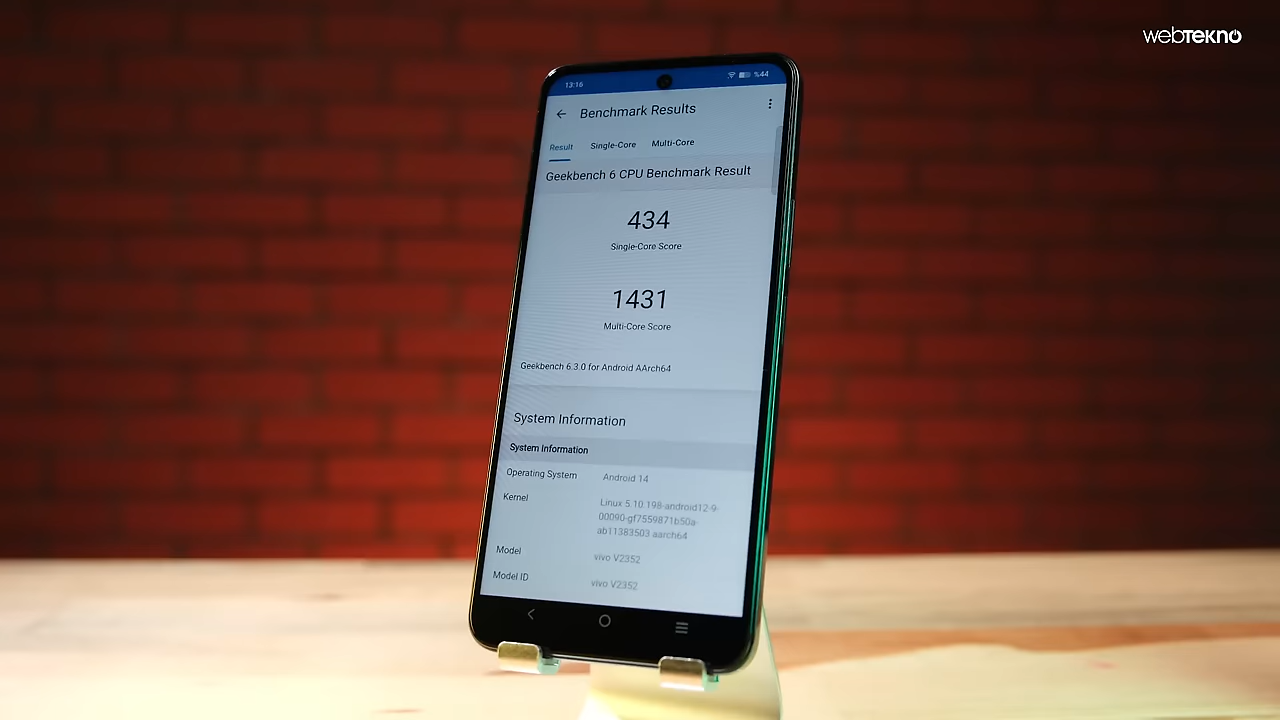 webtekno
13:16
%44
Benchmark Results
Result Single-Core Multi-Core
Geekbench 6 CPU Benchmark Result
434
Single-Core Score
1431
Multi-Core Score
Geekbench 6.3.0 for Android AArch64
System Information
System Information
Operating System Android 14
Kernel Linux 5.10.198-android12-9-
00090-gf7559871b50a-
ab11383503 aarch64
Model vivo V2352
Model ID vivo V2352